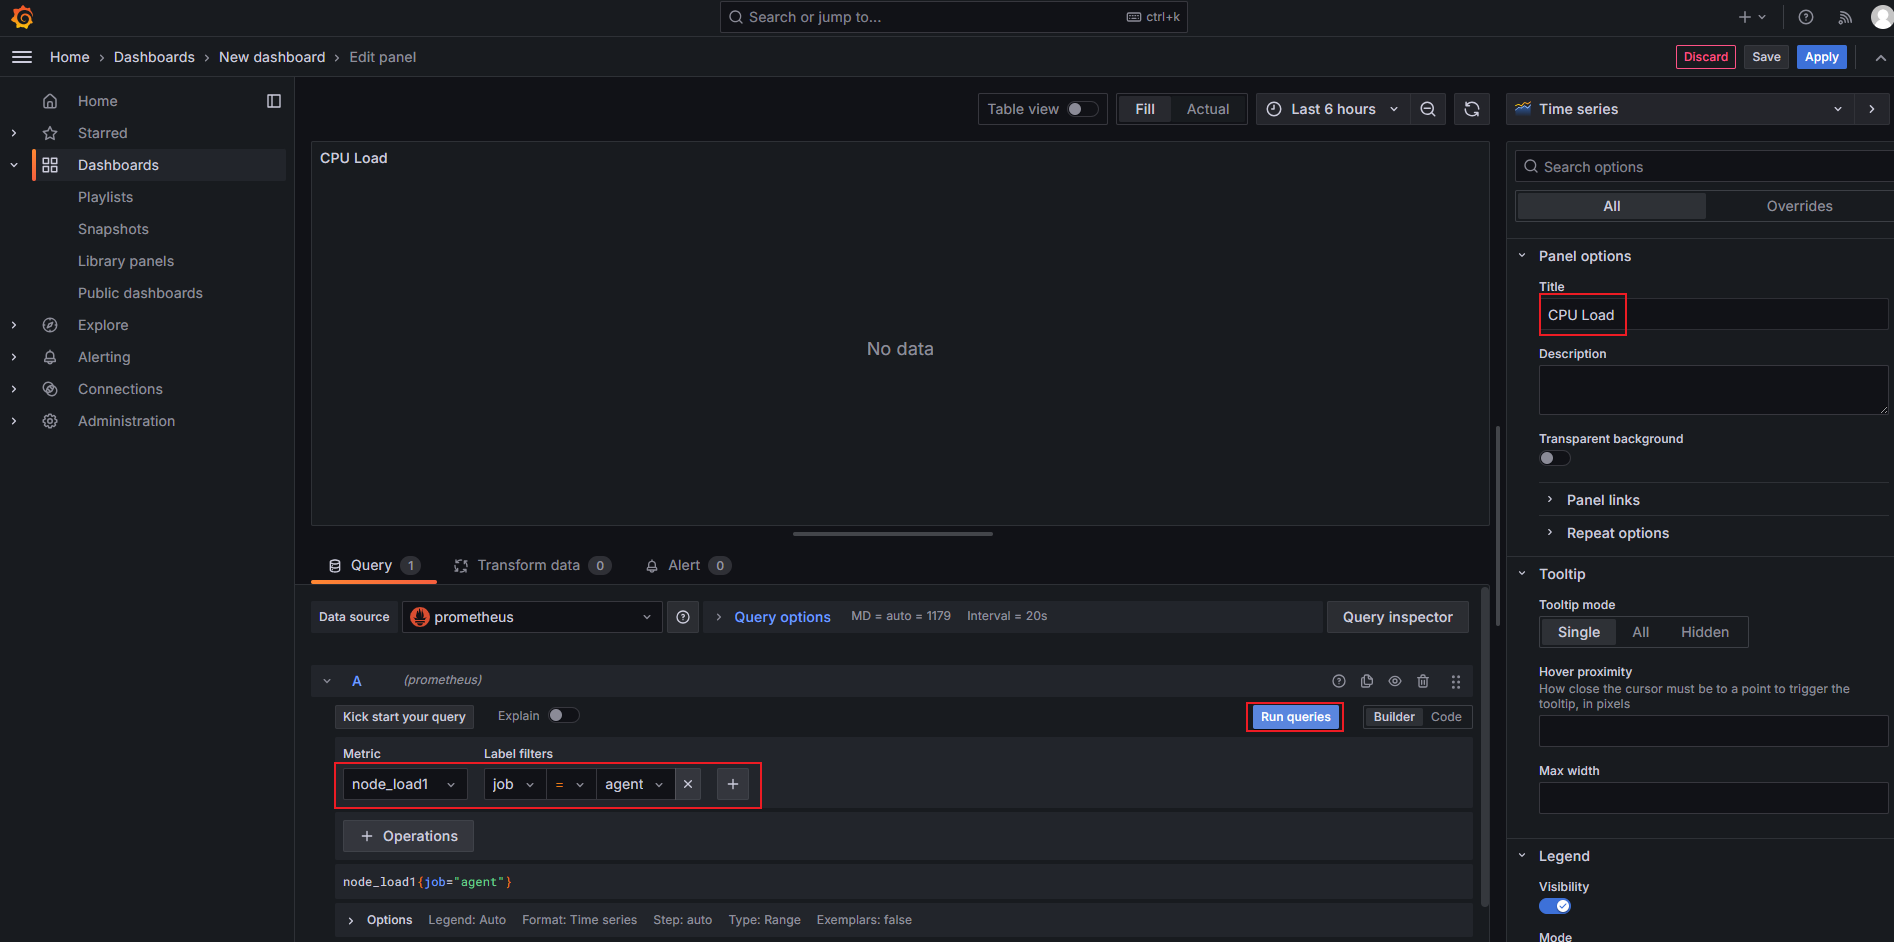 Search or jump to...
ctrl+k
Home › Dashboards › New dashboard › Edit panel
Discard
Save
Apply
Home
Starred
Dashboards
Playlists
Snapshots
Library panels
Public dashboards
Explore
Alerting
Connections
Administration
Table view
Fill
Actual
Last 6 hours
Time series
CPU Load
No data
Search options
All
Overrides
Panel options
Title
CPU Load
Description
Transparent background
Panel links
Repeat options
Tooltip
Tooltip mode
Single
All
Hidden
Hover proximity
How close the cursor must be to a point to trigger the
tooltip, in pixels
Max width
Legend
Visibility
Mode
Query 1
Transform data 0
Alert 0
Data source
prometheus
Query options
MD = auto = 1179
Interval = 20s
Query inspector
A
(prometheus)
Kick start your query
Explain
Run queries
Builder
Code
Metric
Label filters
node_load1
job
=
agent
+
+ Operations
node_load1{job="agent"}
Options
Legend: Auto
Format: Time series
Step: auto
Type: Range
Exemplars: false